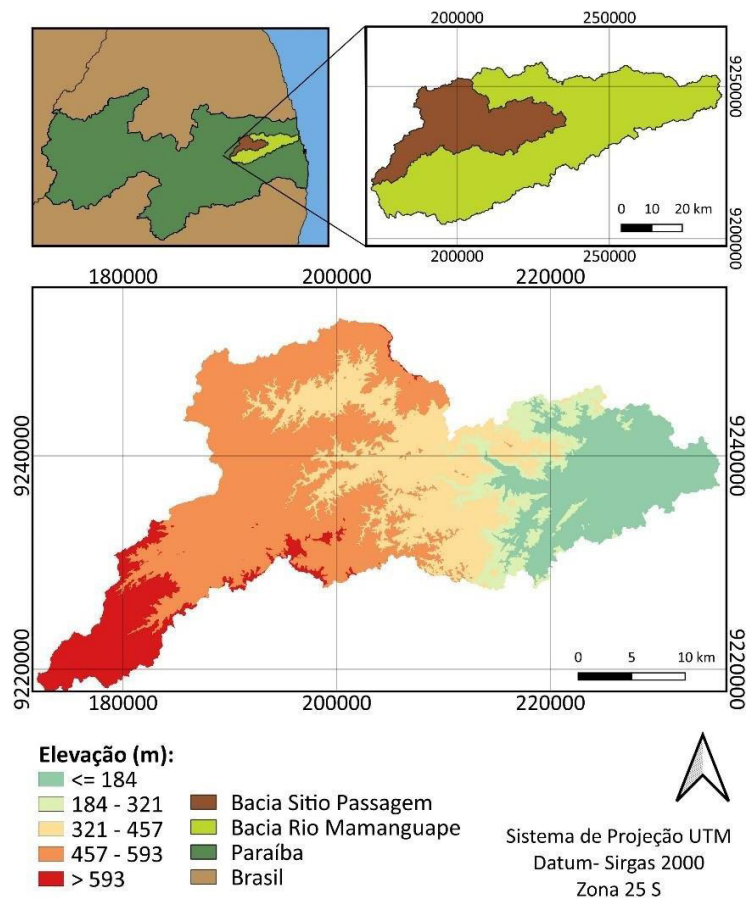 200000 250000
9250000
9200000
0 10 20 km
200000 250000
180000 200000 220000
9240000 9240000
9220000 9220000
0 5 10 km
180000 200000 220000
Elevação (m):
<= 184
184 - 321
321 - 457
457 - 593
> 593
Bacia Sitio Passagem
Bacia Rio Mamanguape
Paraíba
Brasil
Sistema de Projeção UTM
Datum- Sirgas 2000
Zona 25 S